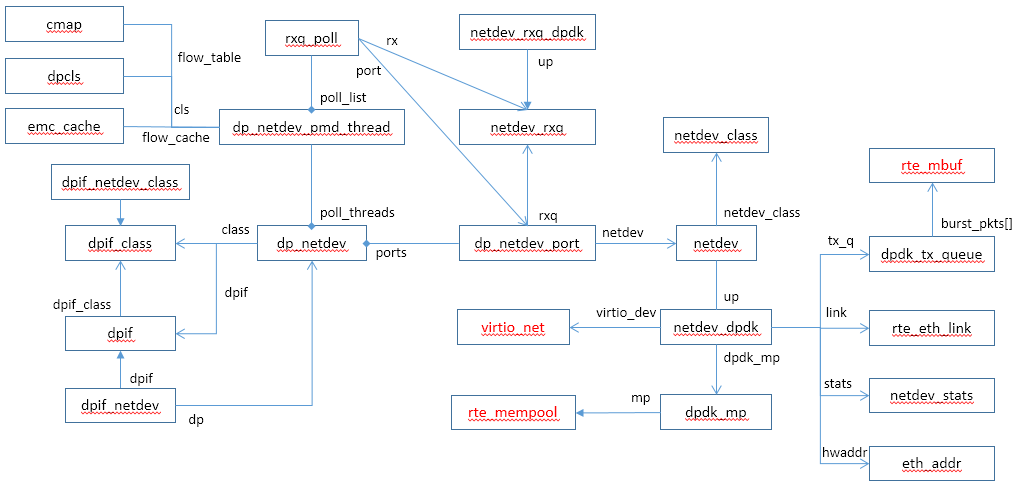 cmap
rxq_poll
netdev_rxq_dpdk
rx
flow_table
port
up
dpcls
poll_list
cls
emc_cache
dp_netdev_pmd_thread
netdev_rxq
netdev_class
flow_cache
rte_mbuf
dpif_netdev_class
poll_threads
rxq
netdev_class
burst_pkts[]
class
netdev
dpif_class
dp_netdev
dp_netdev_port
netdev
tx_q
ports
dpdk_tx_queue
dpif
up
dpif_class
virtio_dev
link
dpif
virtio_net
netdev_dpdk
rte_eth_link
dpdk_mp
dpif
stats
dpif_netdev
mp
netdev_stats
dp
rte_mempool
dpdk_mp
hwaddr
eth_addr